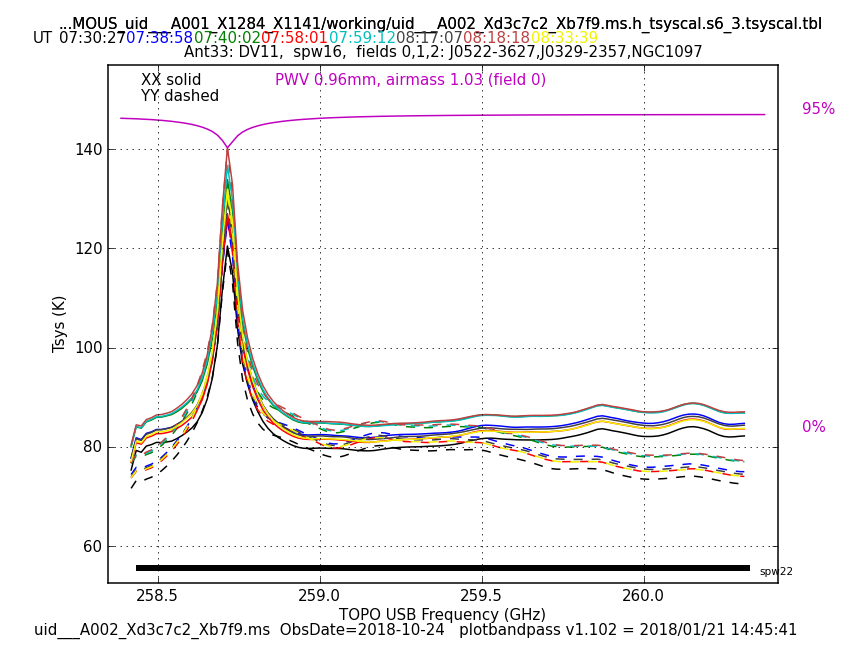 ...MOUS_uid___A001_X1284_X1141/working/uid___A002_Xd3c7c2_Xb7f9.ms.h_tsyscal.s6_3.tsyscal.tbl
UT 07:30:27 07:38:58 07:40:02 07:58:01 07:59:12 08:17:07 08:18:18 08:33:39
Ant33: DV11, spw16, fields 0,1,2: J0522-3627,J0329-2357,NGC1097
XX solid
YY dashed
PWV 0.96mm, airmass 1.03 (field 0)
95%
0%
140
120
100
80
60
Tsys (K)
spw22
258.5 259.0 259.5 260.0
TOPO USB Frequency (GHz)
uid___A002_Xd3c7c2_Xb7f9.ms ObsDate=2018-10-24 plotbandpass v1.102 = 2018/01/21 14:45:41